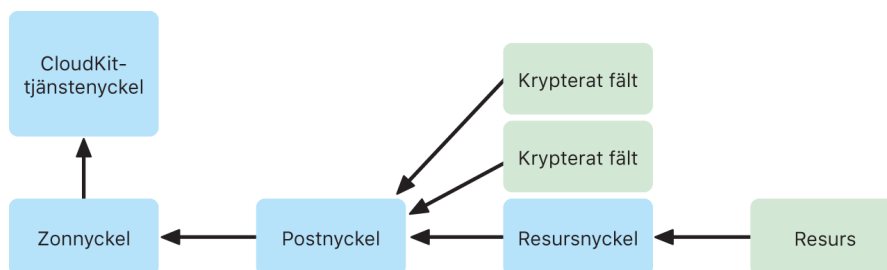 CloudKit-
tjänstenyckel
Krypterat fält
Krypterat fält
Zonnyckel
Postnyckel
Resursnyckel
Resurs